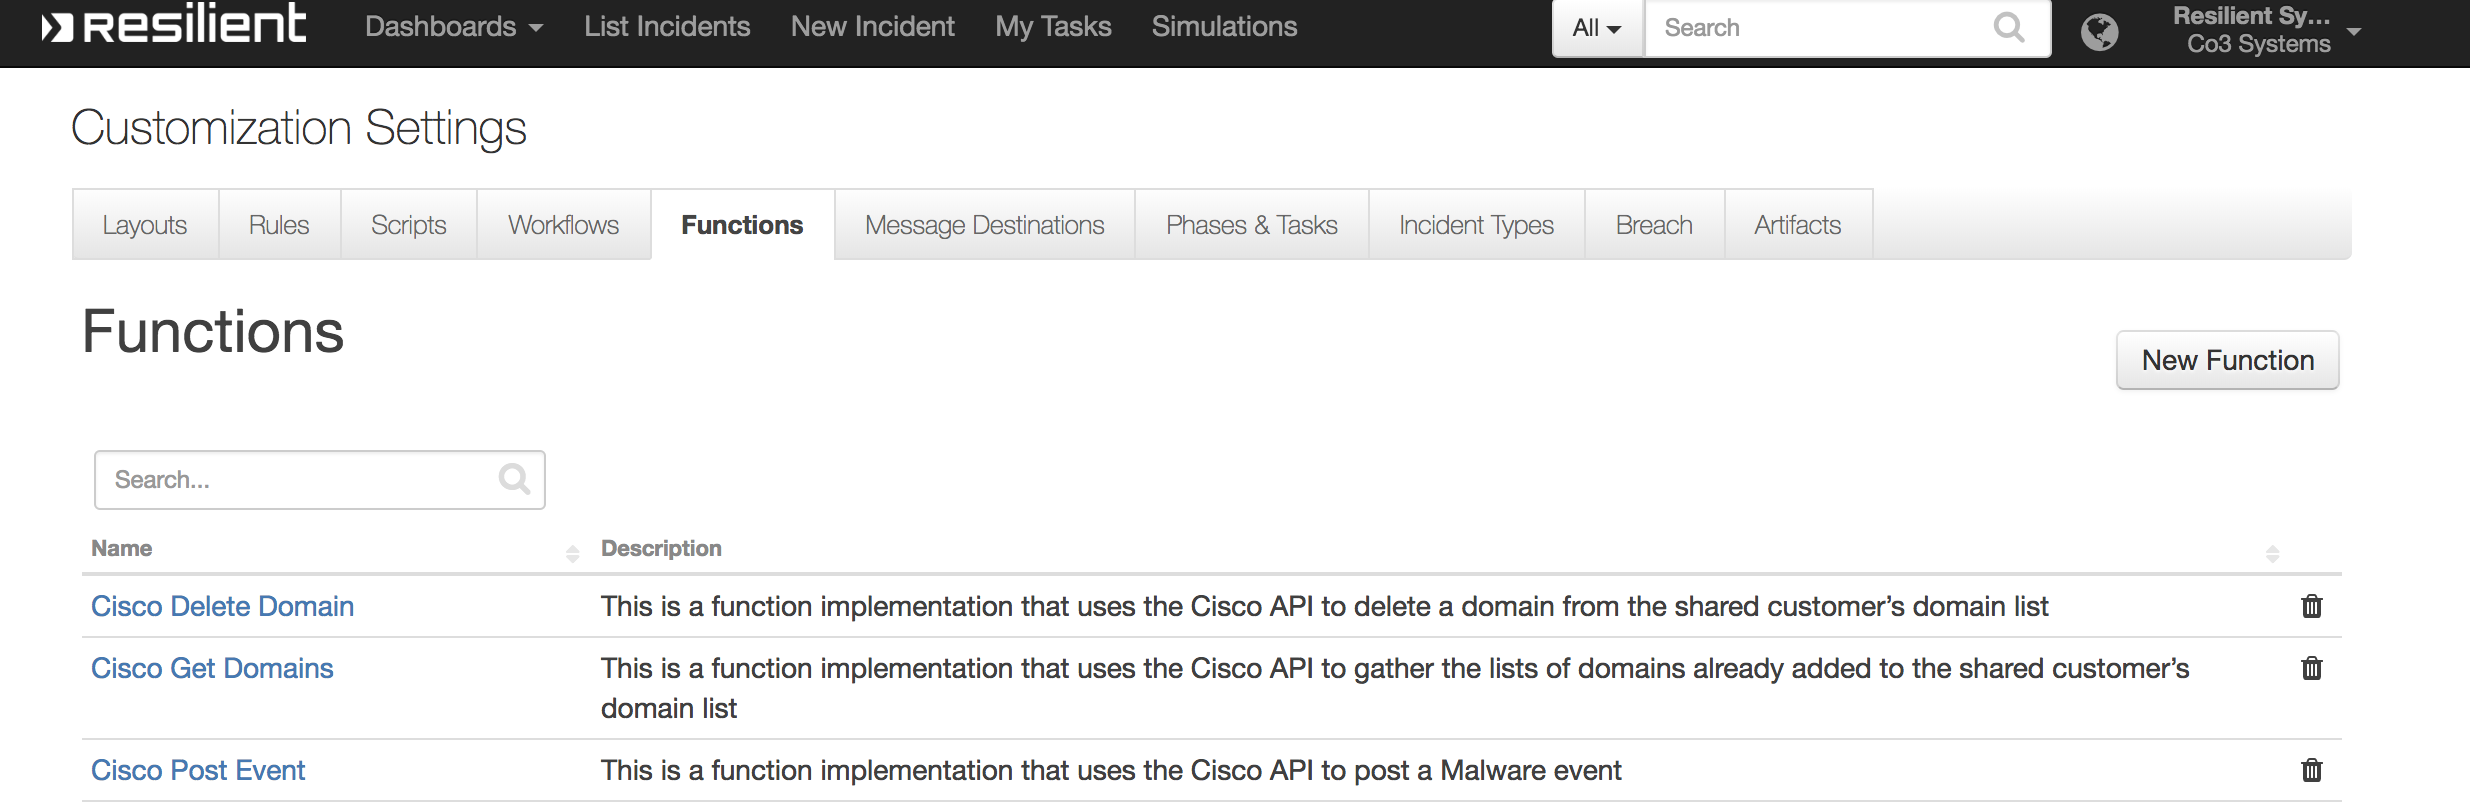 resilient Dashboards List Incidents New Incident My Tasks Simulations All Search Resilient Sy...
Co3 Systems
Customization Settings
Layouts Rules Scripts Workflows Functions Message Destinations Phases & Tasks Incident Types Breach Artifacts
Functions
New Function
Search...
Name Description
Cisco Delete Domain This is a function implementation that uses the Cisco API to delete a domain from the shared customer’s domain list
Cisco Get Domains This is a function implementation that uses the Cisco API to gather the lists of domains already added to the shared customer’s
domain list
Cisco Post Event This is a function implementation that uses the Cisco API to post a Malware event